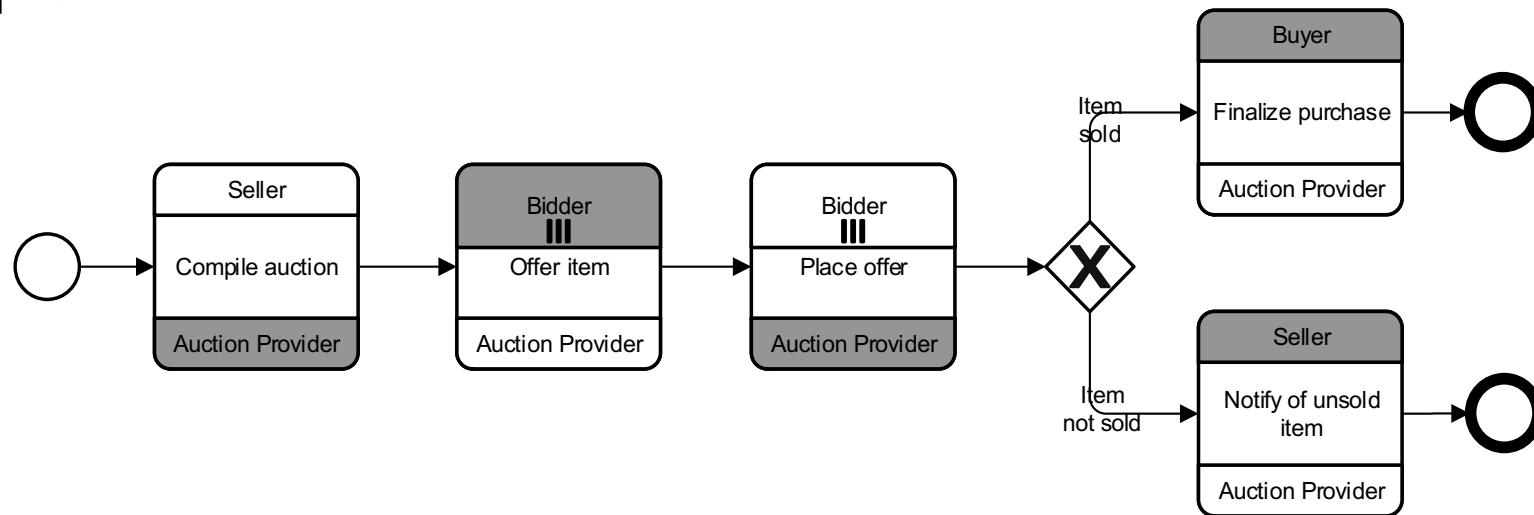 Seller
Compile auction
Auction Provider
Bidder
Offer item
Auction Provider
Bidder
Place offer
Auction Provider
X
Item
sold
Buyer
Finalize purchase
Auction Provider
Item
not sold
Seller
Notify of unsold
item
Auction Provider